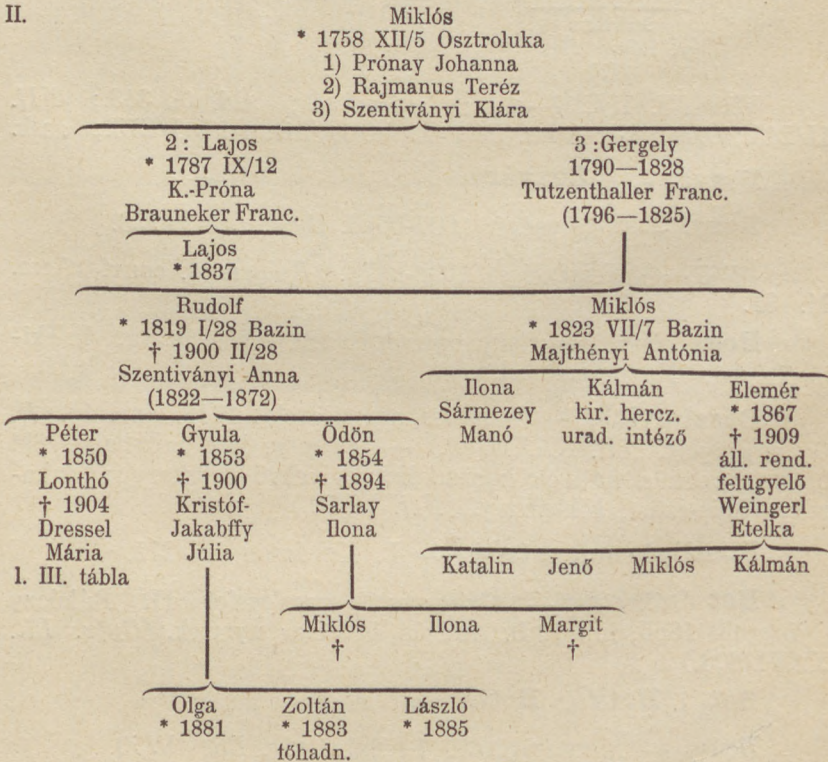 II.
Miklós
* 1758 XII/5 Osztroluka
1) Prónay Johanna
2) Rajmanus Teréz
3) Szentiványi Klára
2 : Lajos
* 1787 IX/12
K.-Próna
Brauneker Franc.
3 :Gergely
1790—1828
Tutzenthaller Franc.
(1796—1825)
Lajos
* 1837
Rudolf
* 1819 I/28 Bazin
† 1900 II/28
Szentiványi Anna
(1822—1872)
Miklós
* 1823 VII/7 Bazin
Majthényi Antónia
Péter
* 1850
Lonthó
† 1904
Dressel
Mária
l. III. tábla
Gyula
* 1853
† 1900
Kristóf-
Jakabffy
Júlia
Ödön
* 1854
† 1894
Sarlay
Ilona
Ilona
Sármezey
Manó
Kálmán
kir. hercz.
urad. intéző
Elemér
* 1867
† 1909
áll. rend.
felügyelő
Weingerl
Etelka
Katalin Jenő Miklós Kálmán
Miklós
†
Ilona
Margit
†
Olga
* 1881
Zoltán
* 1883
főhadn.
László
* 1885